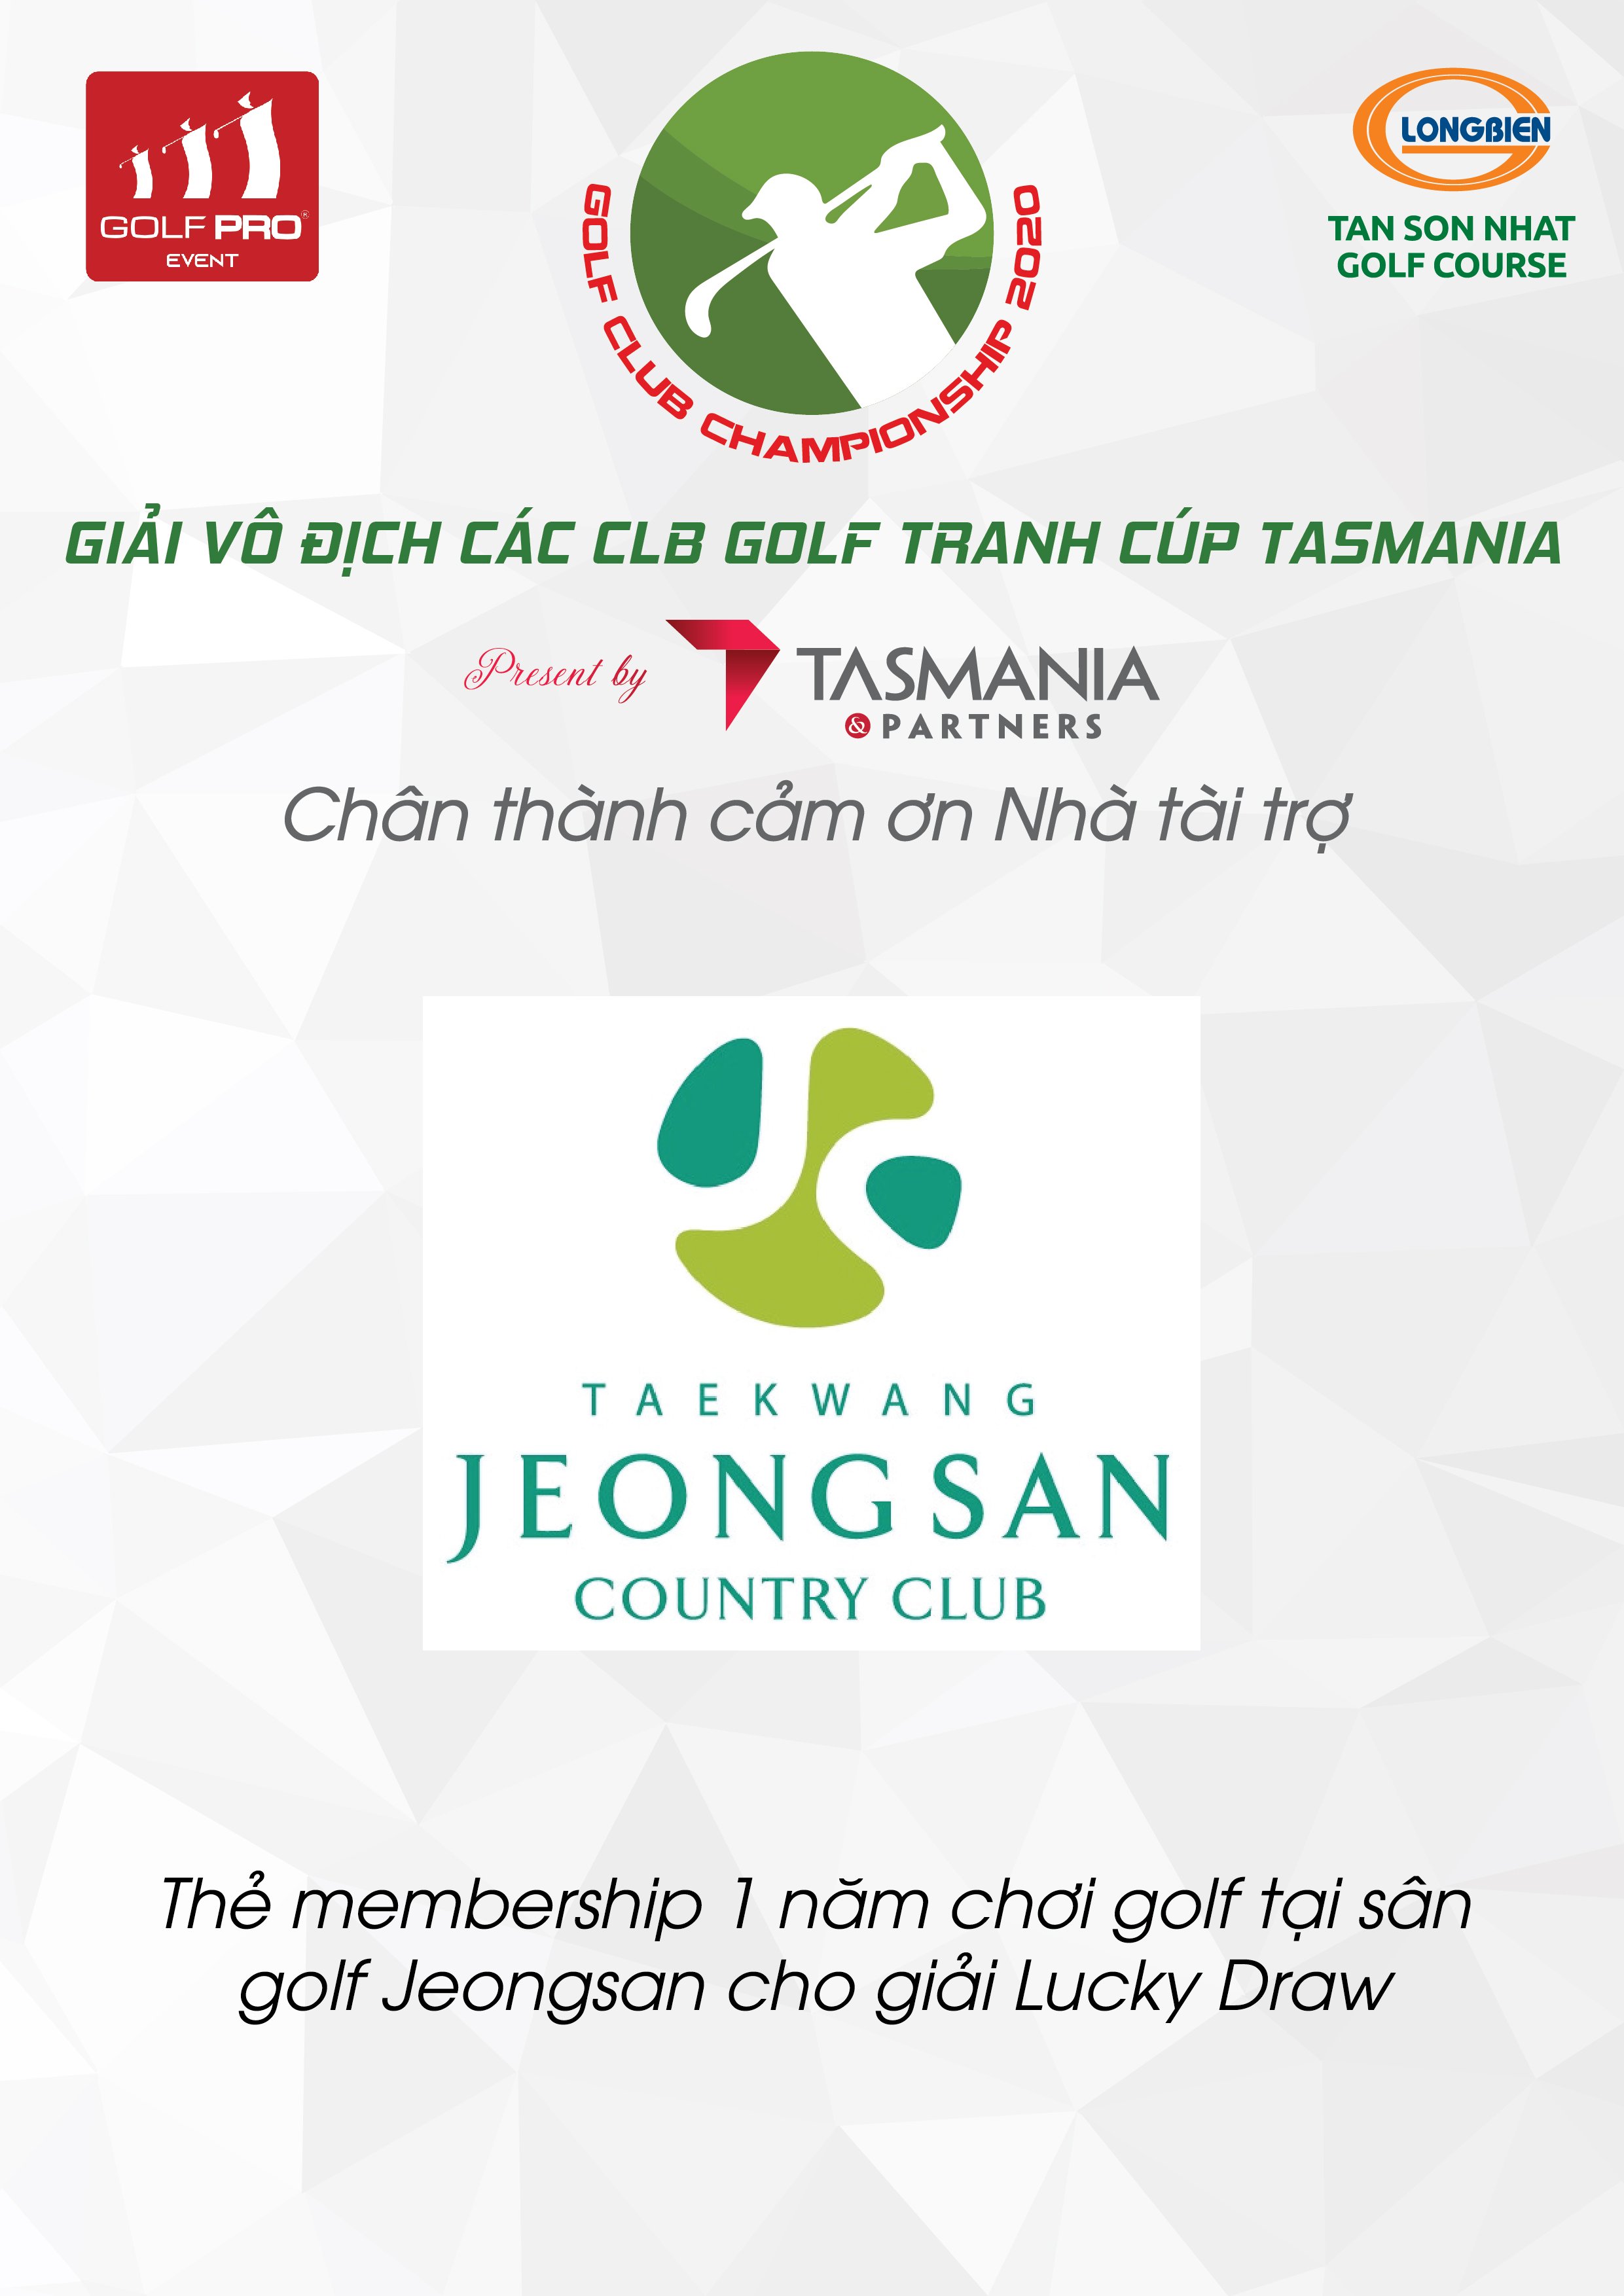 GOLF PRO®
EVENT
GOLF CLUB CHAMPIONSHIP 2020
LONGBIEN
TAN SON NHAT
GOLF COURSE
GIẢI VÔ ĐỊCH CÁC CLB GOLF TRANH CÚP TASMANIA
Present by
TASMANIA
& PARTNERS
Chân thành cảm ơn Nhà tài trợ
TAEKWANG
JEONGSAN
COUNTRY CLUB
Thẻ membership 1 năm chơi golf tại sân
golf Jeongsan cho giải Lucky Draw